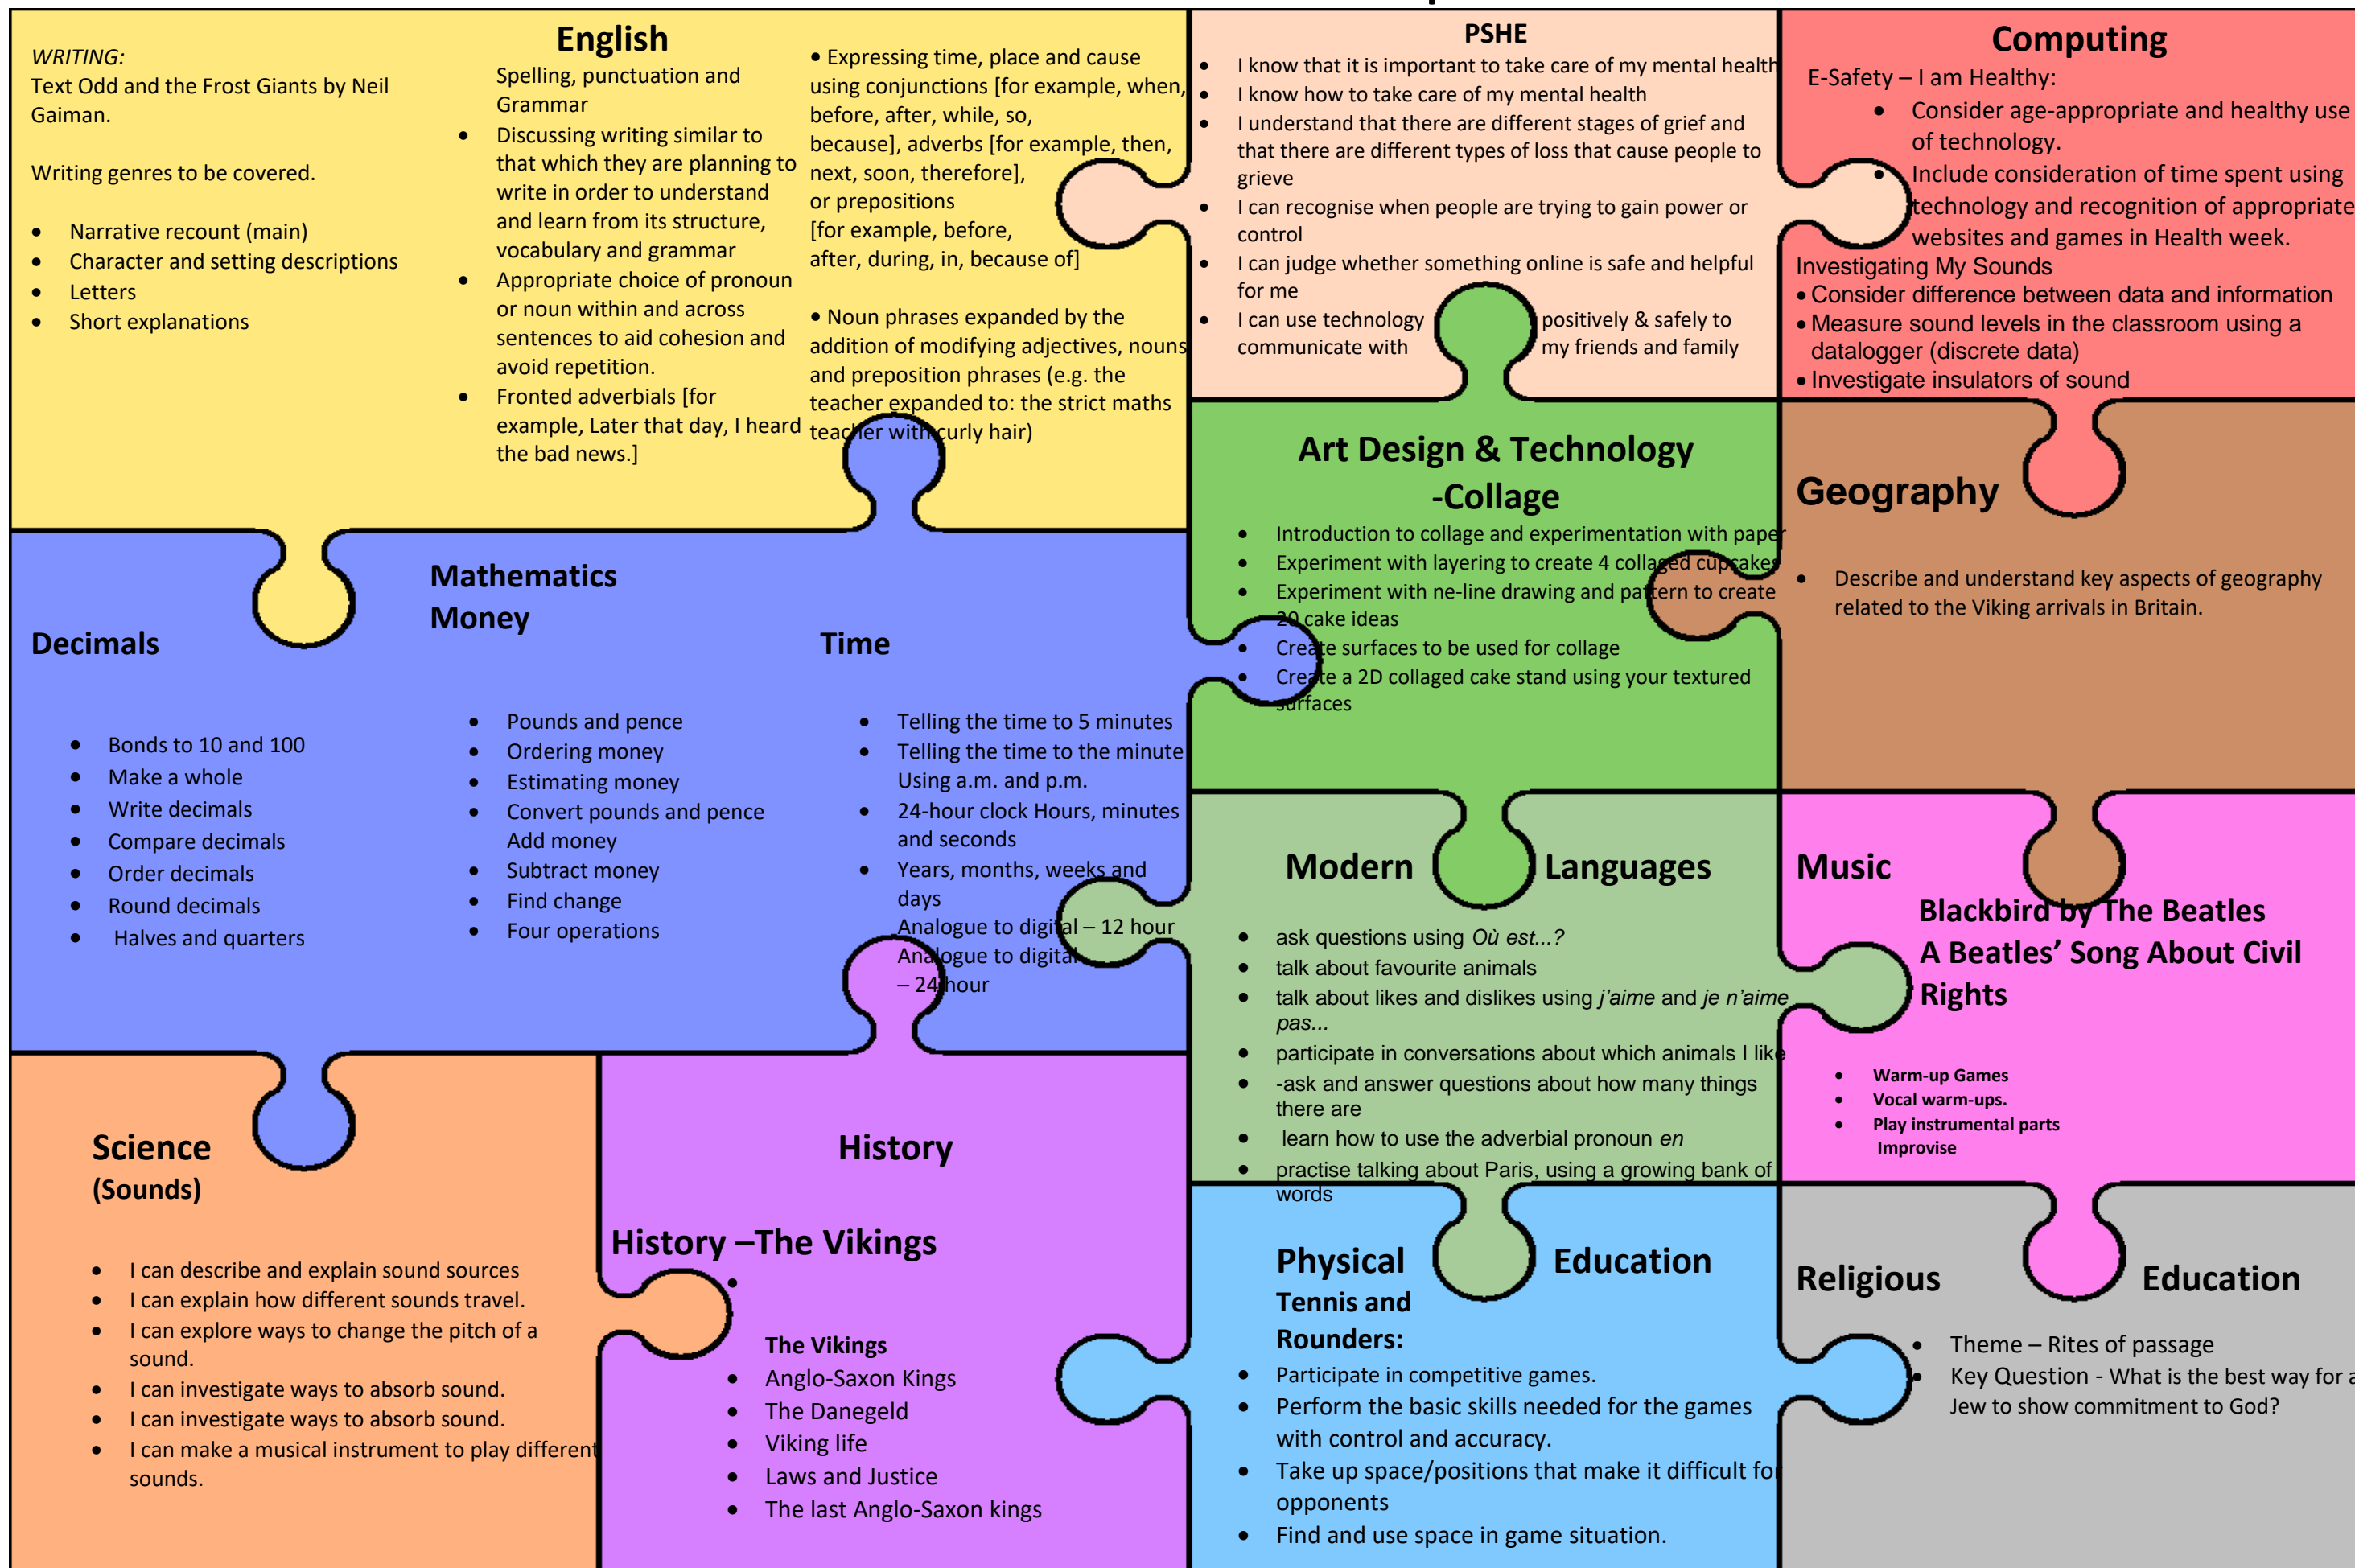 English
WRITING:
Text Odd and the Frost Giants by Neil
Gaiman.
Writing genres to be covered.
• Narrative recount (main)
• Character and setting descriptions
• Letters
• Short explanations
Spelling, punctuation and
Grammar
• Discussing writing similar to
that which they are planning to
write in order to understand
and learn from its structure,
vocabulary and grammar
• Appropriate choice of pronoun
or noun within and across
sentences to aid cohesion and
avoid repetition.
• Fronted adverbials [for
example, Later that day, I heard
the bad news.]
• Expressing time, place and cause
using conjunctions [for example, when,
before, after, while, so,
because], adverbs [for example, then,
next, soon, therefore],
or prepositions
[for example, before,
after, during, in, because of]
• Noun phrases expanded by the
addition of modifying adjectives, nouns
and preposition phrases (e.g. the
teacher expanded to: the strict maths
teacher with curly hair)
PSHE
• I know that it is important to take care of my mental health
• I know how to take care of my mental health
• I understand that there are different stages of grief and
that there are different types of loss that cause people to
grieve
• I can recognise when people are trying to gain power or
control
• I can judge whether something online is safe and helpful
for me
• I can use technology positively & safely to
communicate with my friends and family
Computing
E-Safety – I am Healthy:
• Consider age-appropriate and healthy use
of technology.
• Include consideration of time spent using
technology and recognition of appropriate
websites and games in Health week.
Investigating My Sounds
• Consider difference between data and information
• Measure sound levels in the classroom using a
datalogger (discrete data)
• Investigate insulators of sound
Mathematics
Decimals
• Bonds to 10 and 100
• Make a whole
• Write decimals
• Compare decimals
• Order decimals
• Round decimals
• Halves and quarters
Money
• Pounds and pence
• Ordering money
• Estimating money
• Convert pounds and pence
Add money
• Subtract money
• Find change
• Four operations
Time
• Telling the time to 5 minutes
• Telling the time to the minute
Using a.m. and p.m.
• 24-hour clock Hours, minutes
and seconds
• Years, months, weeks and
days
Analogue to digital – 12 hour
Analogue to digital
– 24 hour
Art Design & Technology
-Collage
• Introduction to collage and experimentation with paper
• Experiment with layering to create 4 collaged cupcakes
• Experiment with ne-line drawing and pattern to create
20 cake ideas
• Create surfaces to be used for collage
• Create a 2D collaged cake stand using your textured
surfaces
Geography
• Describe and understand key aspects of geography
related to the Viking arrivals in Britain.
Modern Languages
• ask questions using Où est...?
• talk about favourite animals
• talk about likes and dislikes using j’aime and je n’aime
pas...
• participate in conversations about which animals I like
• -ask and answer questions about how many things
there are
• learn how to use the adverbial pronoun en
• practise talking about Paris, using a growing bank of
words
Music
Blackbird by The Beatles
A Beatles’ Song About Civil
Rights
• Warm-up Games
• Vocal warm-ups.
• Play instrumental parts
Improvise
Science
(Sounds)
• I can describe and explain sound sources
• I can explain how different sounds travel.
• I can explore ways to change the pitch of a
sound.
• I can investigate ways to absorb sound.
• I can investigate ways to absorb sound.
• I can make a musical instrument to play different
sounds.
History
History –The Vikings
•
The Vikings
• Anglo-Saxon Kings
• The Danegeld
• Viking life
• Laws and Justice
• The last Anglo-Saxon kings
Physical Education
Tennis and
Rounders:
• Participate in competitive games.
• Perform the basic skills needed for the games
with control and accuracy.
• Take up space/positions that make it difficult for
opponents
• Find and use space in game situation.
Religious Education
• Theme – Rites of passage
• Key Question - What is the best way for a
Jew to show commitment to God?